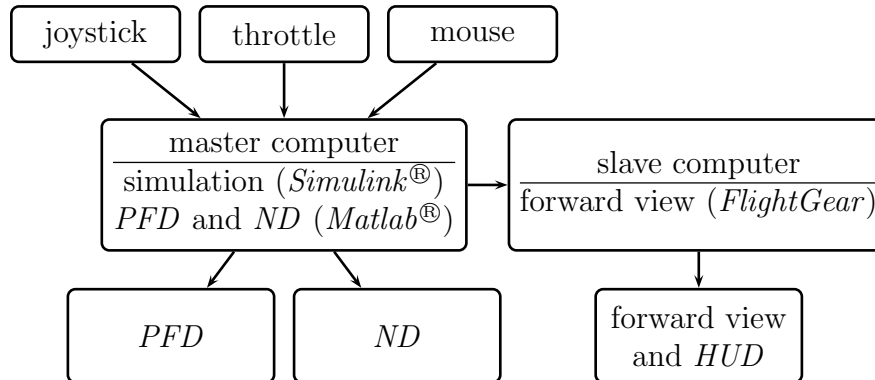 joystick
throttle
mouse
master computer
simulation (Simulink®)
PFD and ND (Matlab®)
slave computer
forward view (FlightGear)
PFD
ND
forward view
and HUD